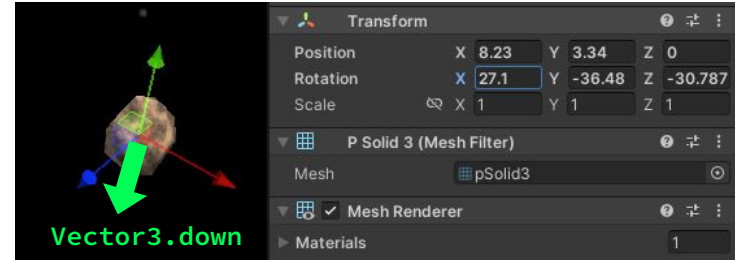 Vector3.down
Transform
Position X 8.23 Y 3.34 Z 0
Rotation X 27.1 Y -36.48 Z -30.787
Scale X 1 Y 1 Z 1
P Solid 3 (Mesh Filter)
Mesh pSolid3
Mesh Renderer
Materials 1